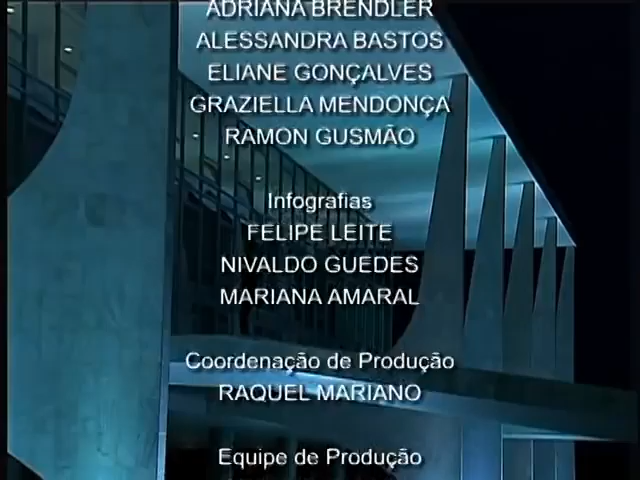 ADRIANA BRENDLER
ALESSANDRA BASTOS
ELIANE GONÇALVES
GRAZIELLA MENDONÇA
RAMON GUSMÃO
Infografias
FELIPE LEITE
NIVALDO GUEDES
MARIANA AMARAL
Coordenação de Produção
RAQUEL MARIANO
Equipe de Produção